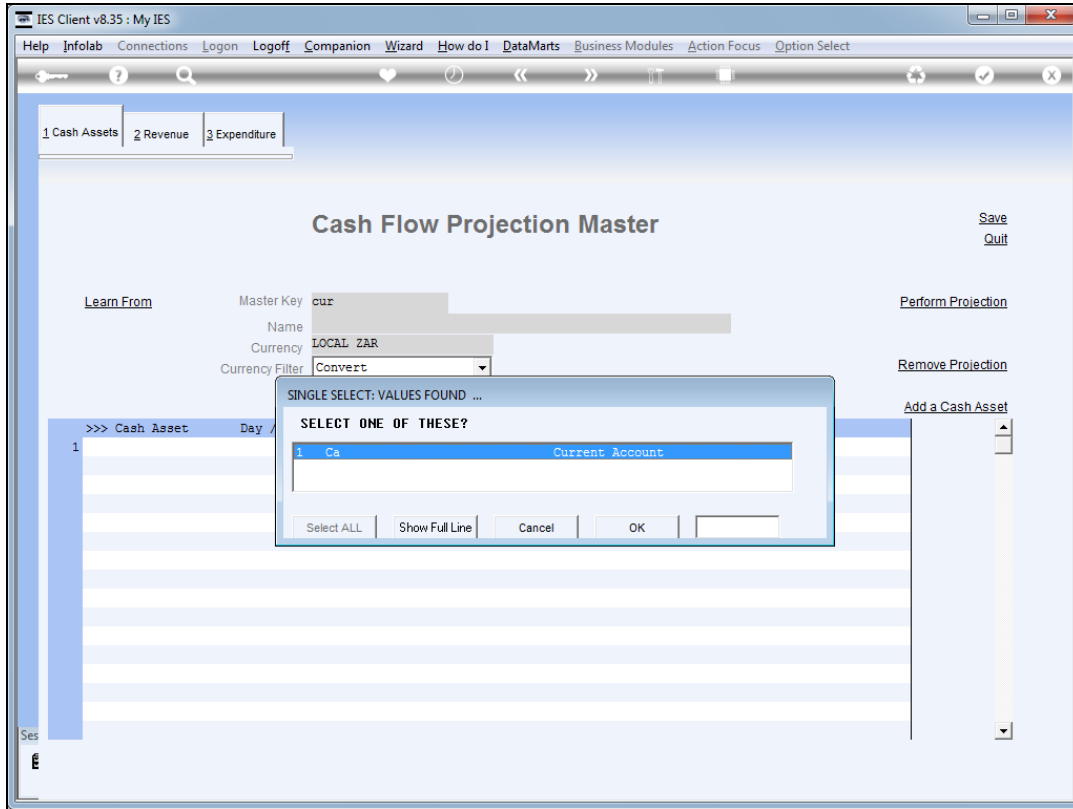 IES Client v8.35 : My IES
Help Infolab Connections Logon Logoff Companion Wizard How do I DataMarts Business Modules Action Focus Option Select
1 Cash Assets 2 Revenue 3 Expenditure
Cash Flow Projection Master
Save
Quit
Learn From Master Key cur Perform Projection
Name
Currency LOCAL ZAR
Currency Filter Convert Remove Projection
SINGLE SELECT: VALUES FOUND ...
Add a Cash Asset
>>> Cash Asset Day /
SELECT ONE OF THESE?
1
1 Ca Current Account
Select ALL Show Full Line Cancel OK
Ses